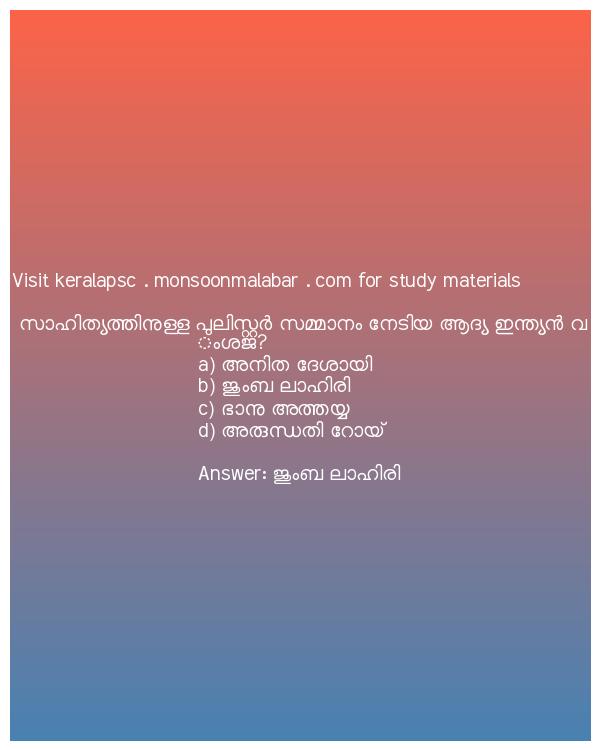 Visit keralapsc . monsoonmalabar . com for study materials
സാഹിത്യത്തിനുള്ള പുലിസ്റ്റർ സമ്മാനം നേടിയ ആദ്യ ഇന്ത്യൻ വ
ംശജ?
a) അനിത ദേശായി
b) ജുംബ ലാഹിരി
c) ഭാനു അത്തയ്യ
d) അരുന്ധതി റോയ്
Answer: ജുംബ ലാഹിരി